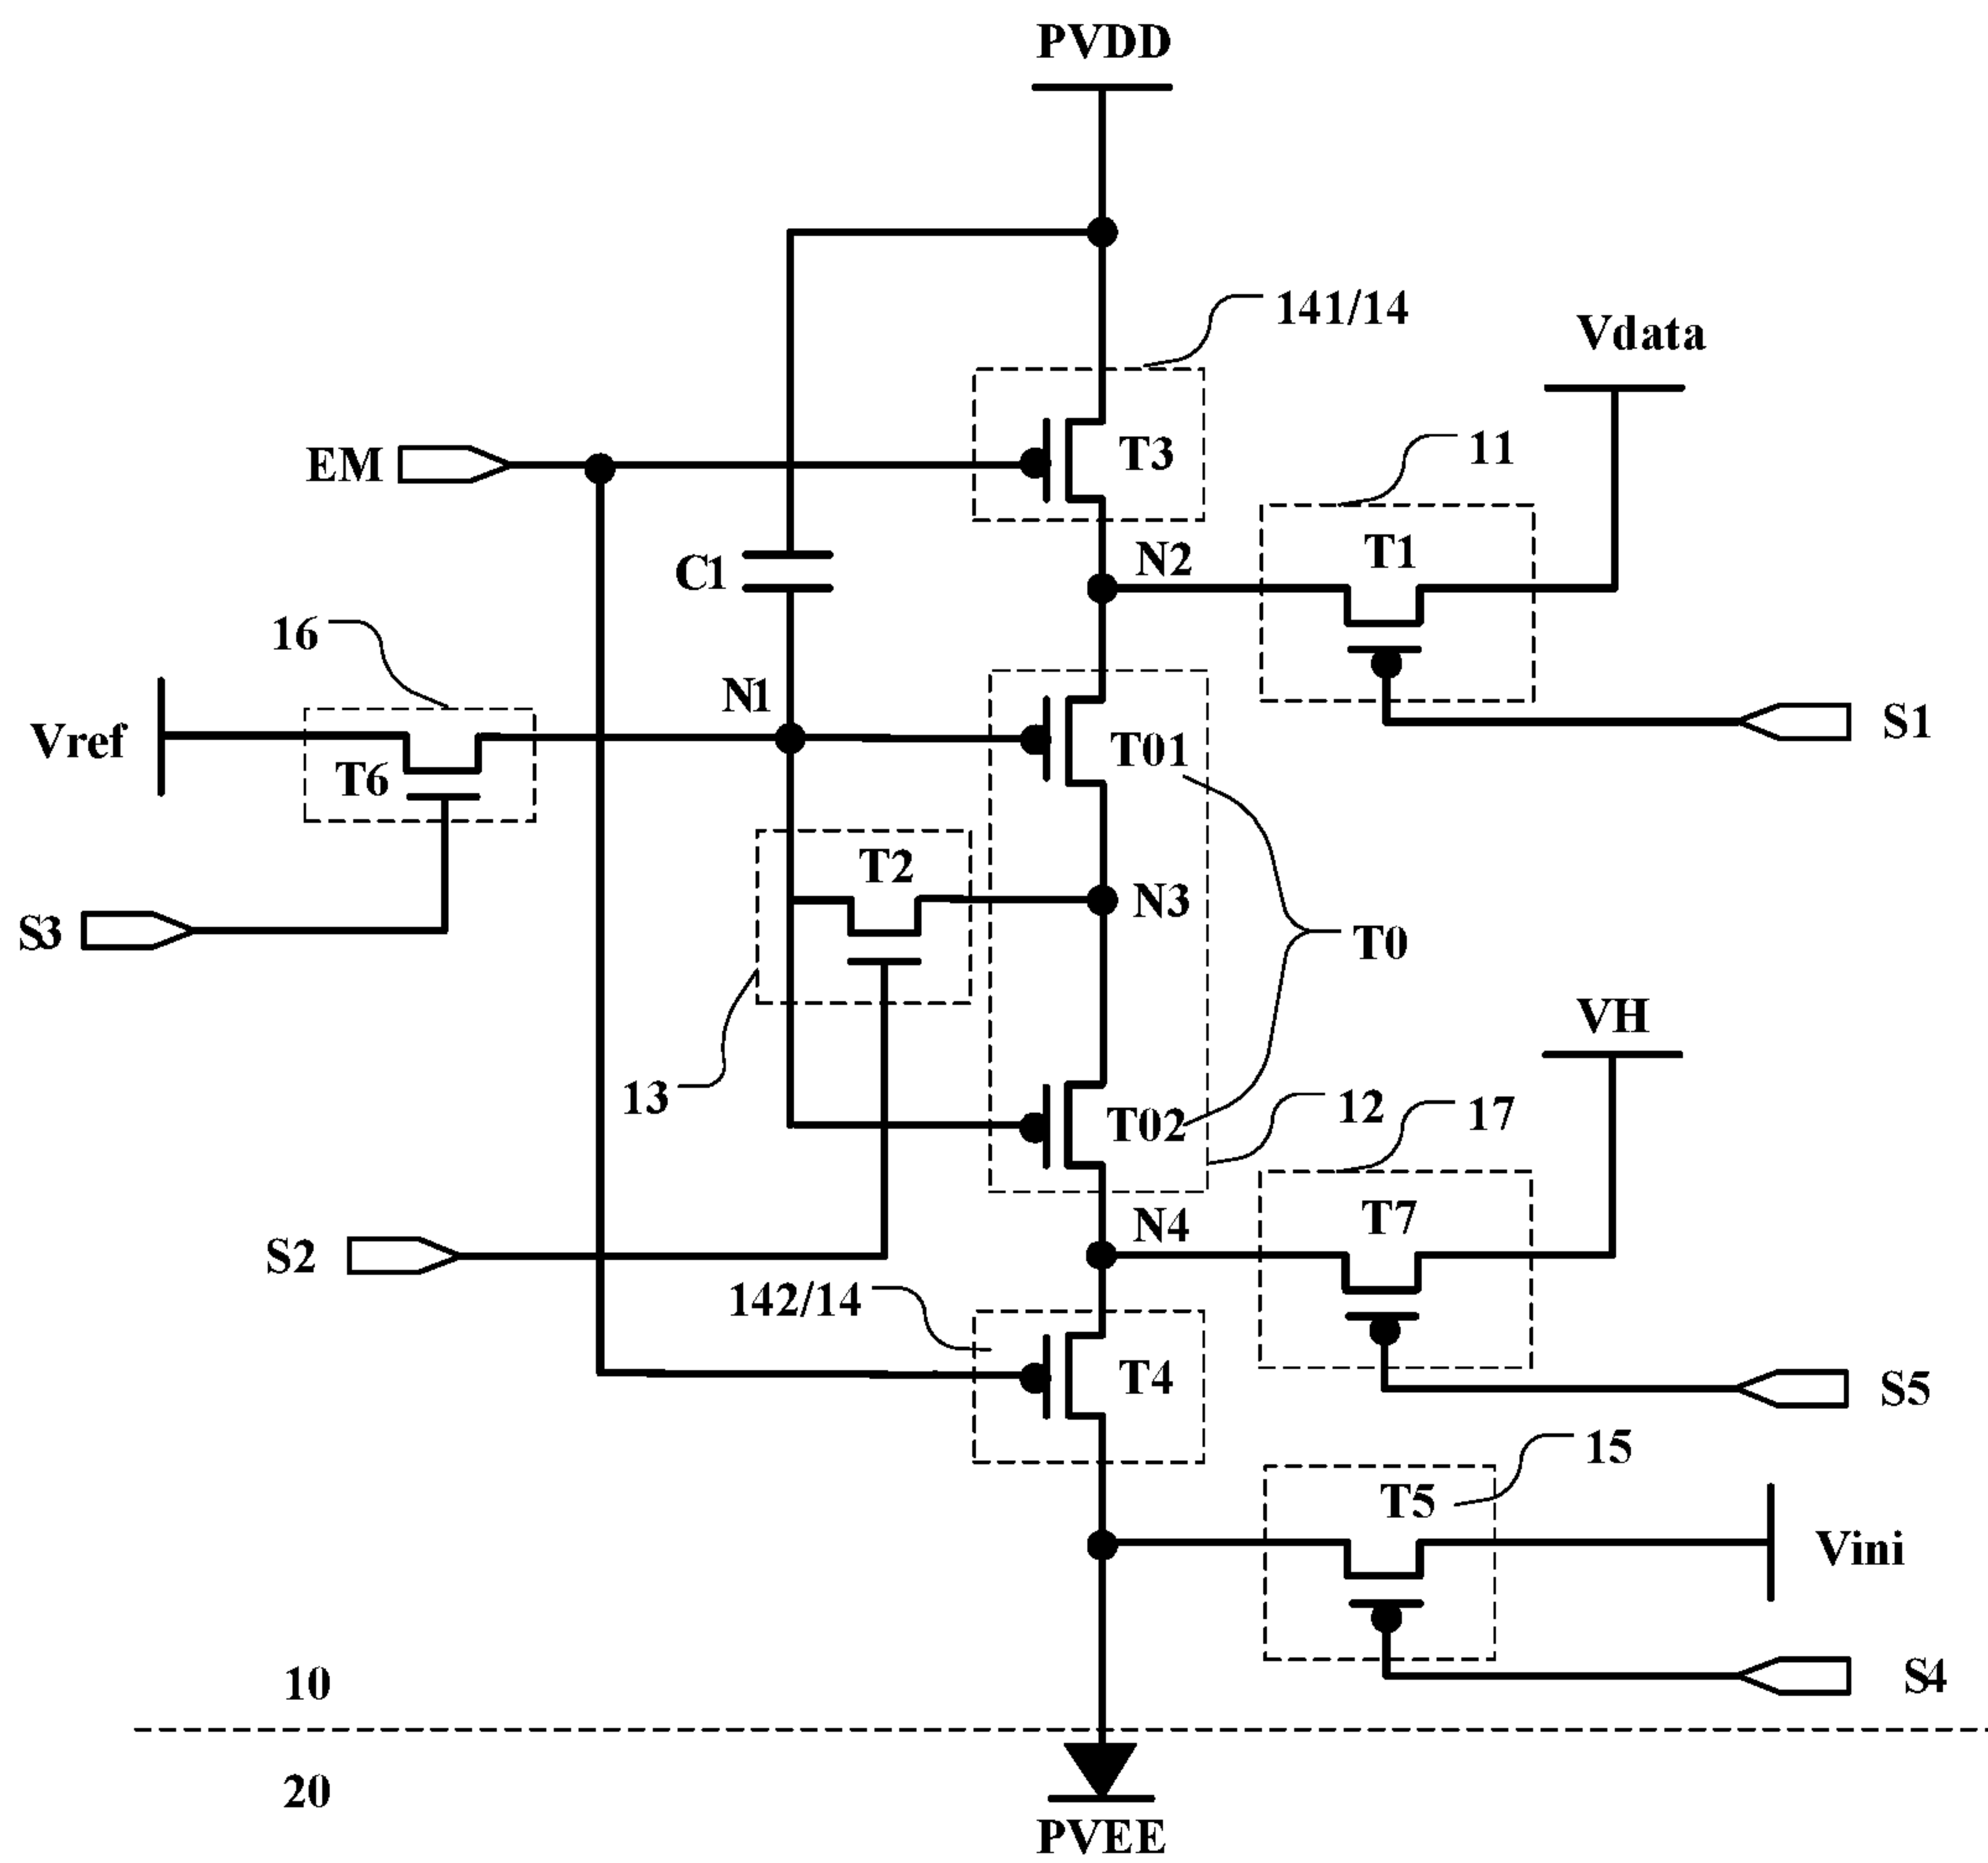 PVDD
141/14
Vdata
EM
T3
11
T1
N2
C1
16
N1
Vref
T6
T01
S1
T2
S3
N3
T0
VH
13
12
17
T02
T7
N4
S2
142/14
T4
S5
15
T5
Vini
10
S4
20
PVEE